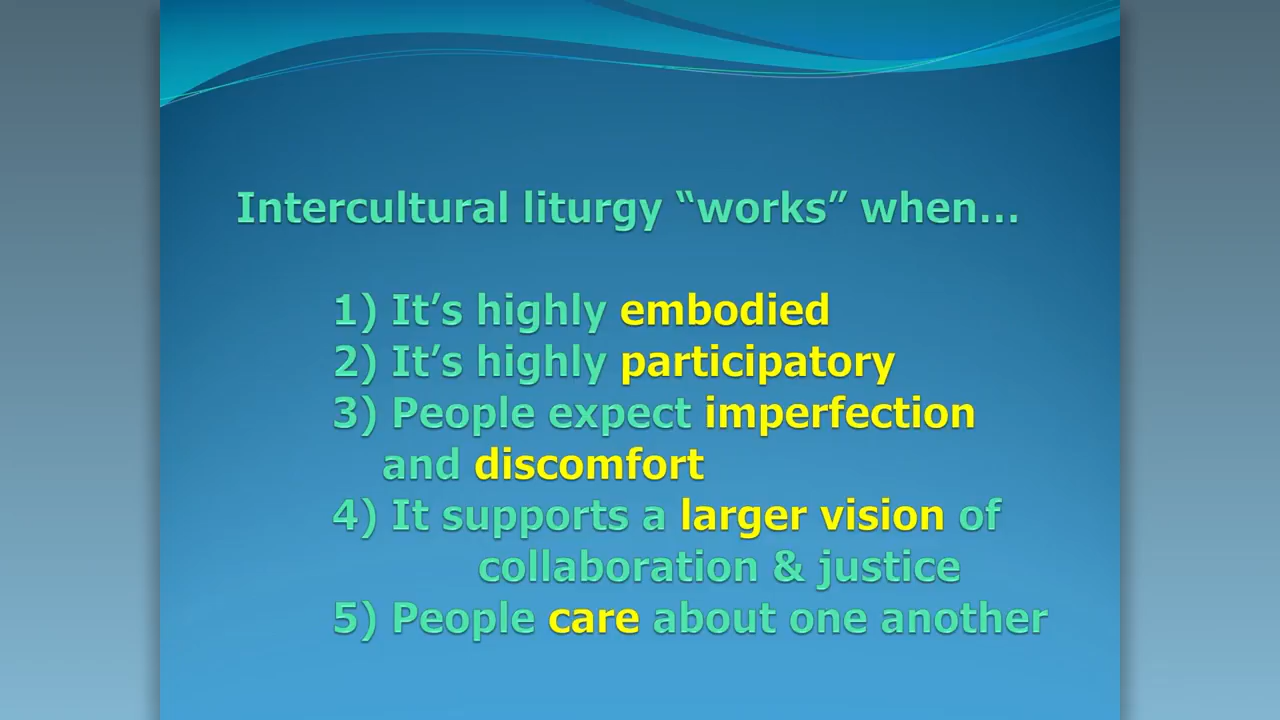 Intercultural liturgy “works” when…
1) It’s highly embodied
2) It’s highly participatory
3) People expect imperfection
and discomfort
4) It supports a larger vision of
collaboration & justice
5) People care about one another